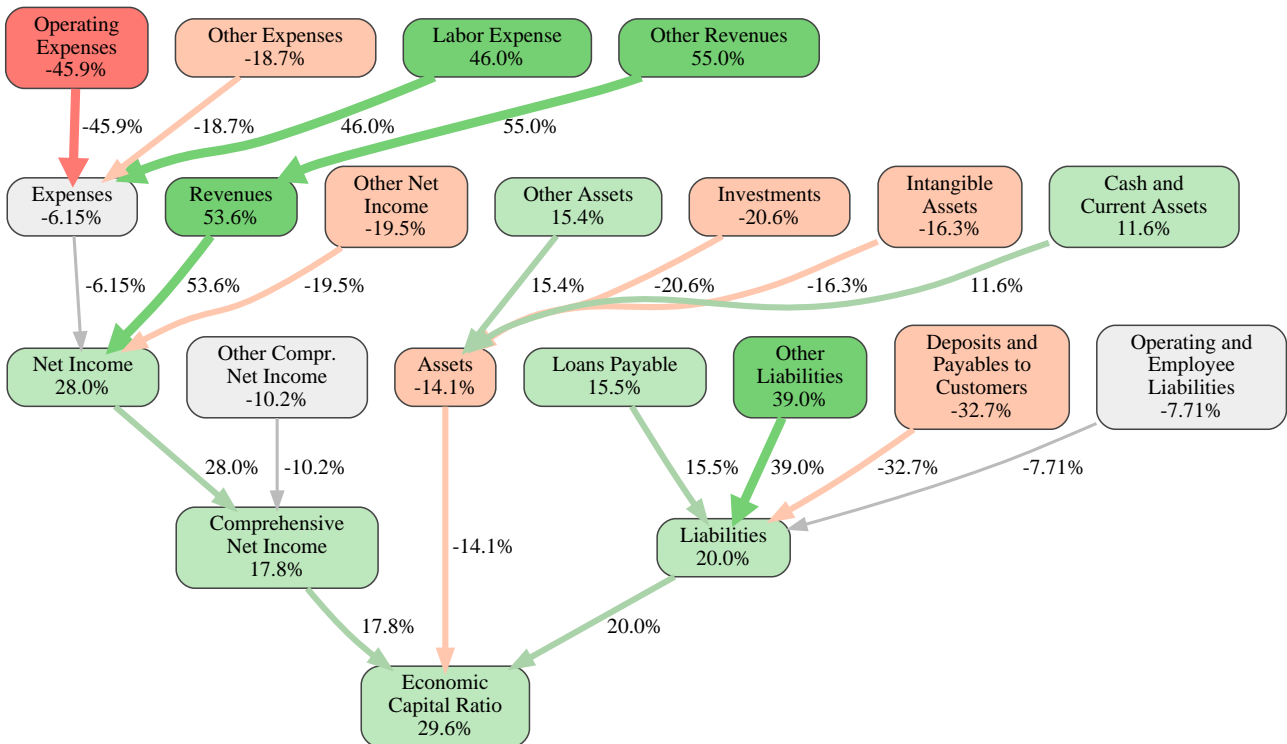 Operating
Expenses
-45.9%
Other Expenses
-18.7%
Labor Expense
46.0%
Other Revenues
55.0%
-45.9%
-18.7%
46.0%
55.0%
Expenses
-6.15%
Revenues
53.6%
Other Net
Income
-19.5%
Other Assets
15.4%
Investments
-20.6%
Intangible
Assets
-16.3%
Cash and
Current Assets
11.6%
-6.15%
53.6%
-19.5%
15.4%
-20.6%
-16.3%
11.6%
Net Income
28.0%
Other Compr.
Net Income
-10.2%
Assets
-14.1%
Loans Payable
15.5%
Other
Liabilities
39.0%
Deposits and
Payables to
Customers
-32.7%
Operating and
Employee
Liabilities
-7.71%
28.0%
-10.2%
15.5%
39.0%
-32.7%
-7.71%
Comprehensive
Net Income
17.8%
-14.1%
Liabilities
20.0%
17.8%
20.0%
Economic
Capital Ratio
29.6%